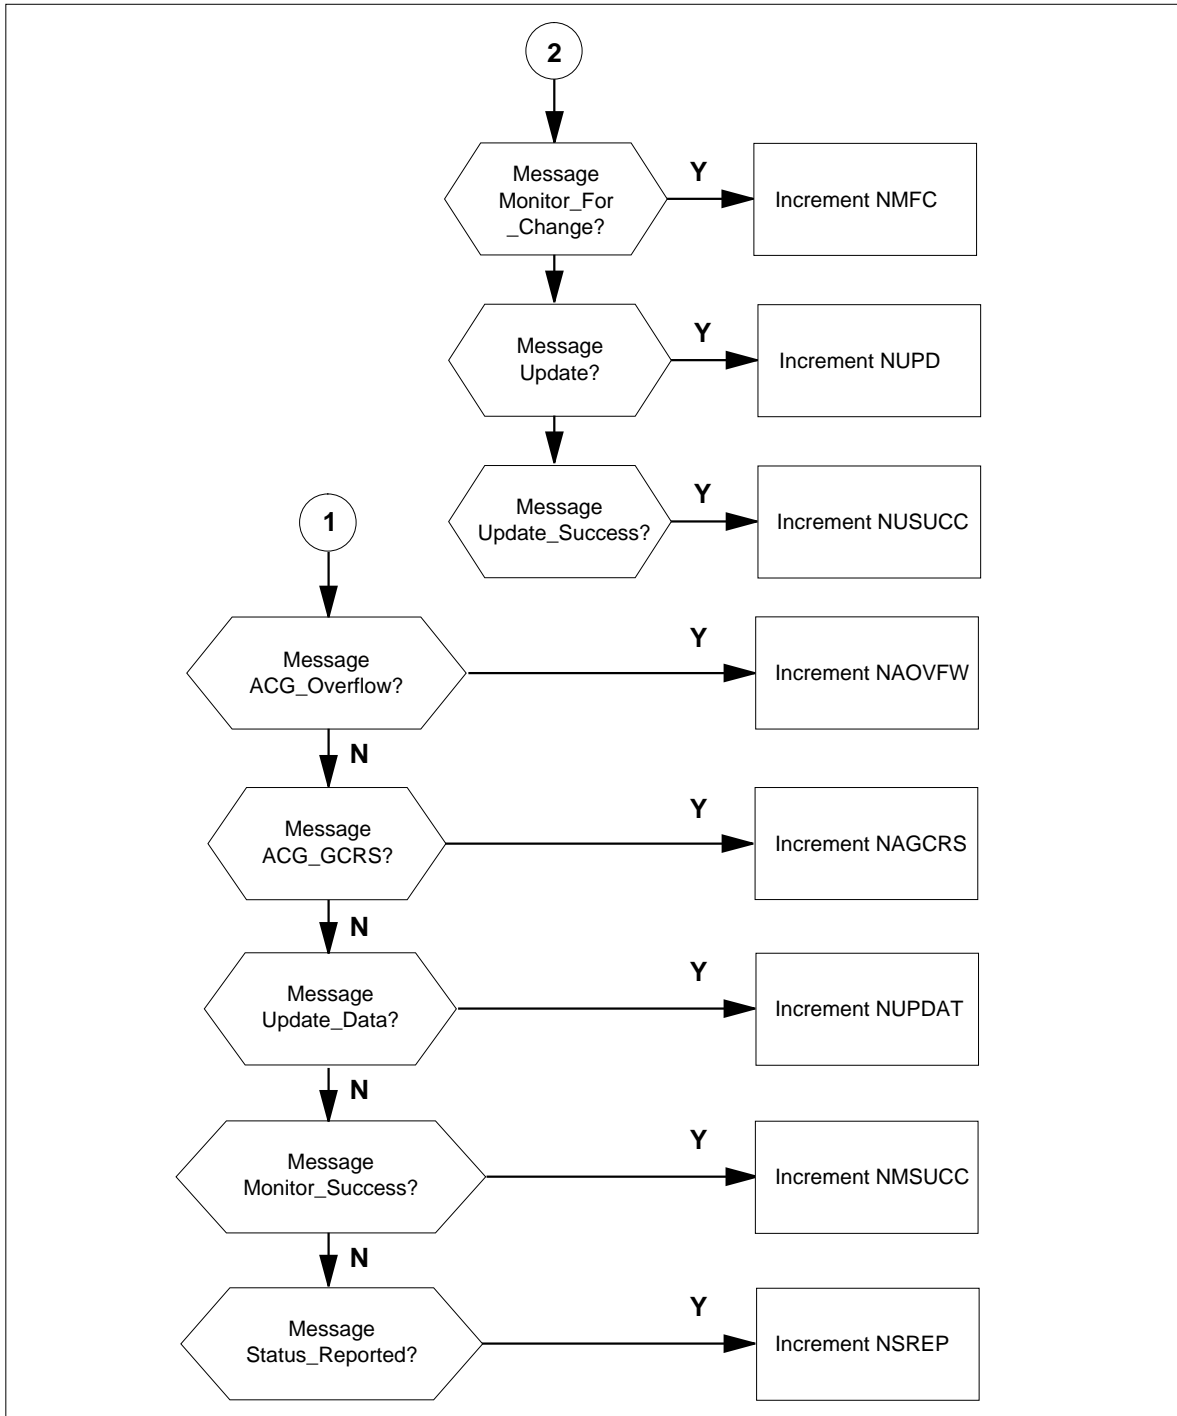 2
Message
Monitor_For
_Change?
Y
Increment NMFC
Message
Update?
Y
Increment NUPD
Message
Update_Success?
Y
Increment NUSUCC
1
Message
ACG_Overflow?
Y
Increment NAOVFW
N
Message
ACG_GCRS?
Y
Increment NAGCRS
N
Message
Update_Data?
Y
Increment NUPDAT
N
Message
Monitor_Success?
Y
Increment NMSUCC
N
Message
Status_Reported?
Y
Increment NSREP